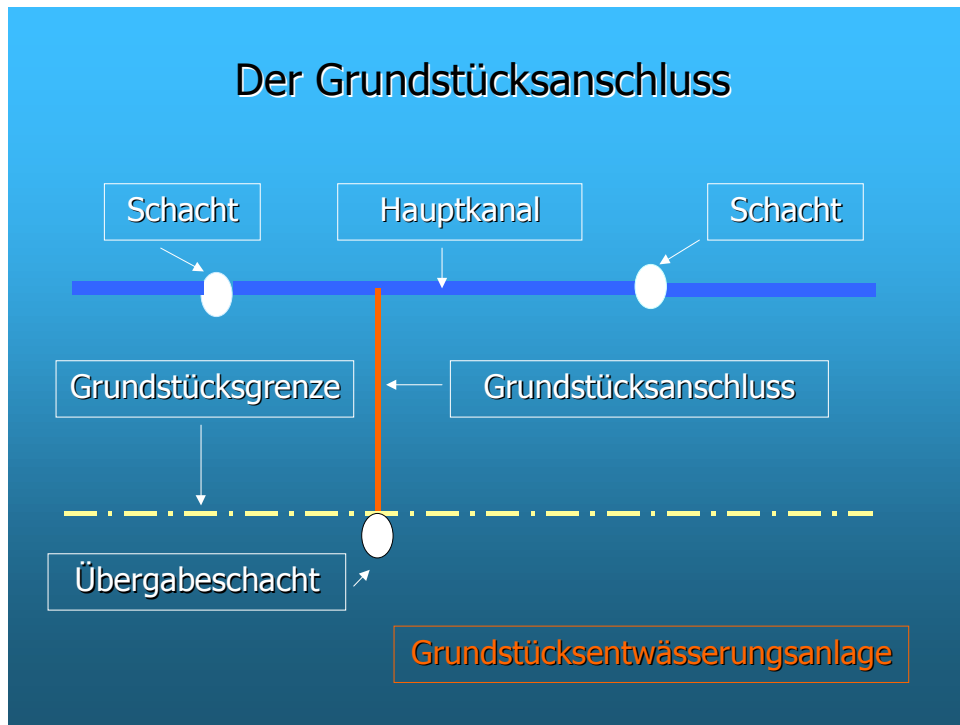 Der Grundstücksanschluss
Schacht
Hauptkanal
Schacht
Grundstücksgrenze
Grundstücksanschluss
Übergabeschacht
Grundstücksentwässerungsanlage